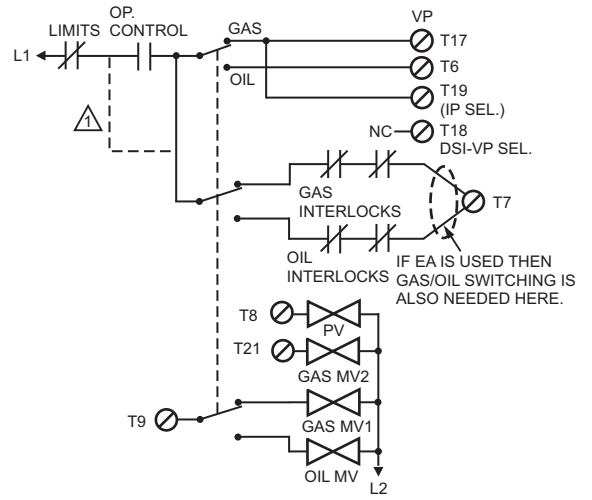 OP.
CONTROL
LIMITS
GAS
VP
L1
T17
OIL
T6
T19
(IP SEL.)
1
NC
T18
DSI-VP SEL.
GAS
INTERLOCKS
T7
OIL
INTERLOCKS
IF EA IS USED THEN
GAS/OIL SWITCHING IS
ALSO NEEDED HERE.
T8
PV
T21
GAS MV2
T9
GAS MV1
OIL MV
L2